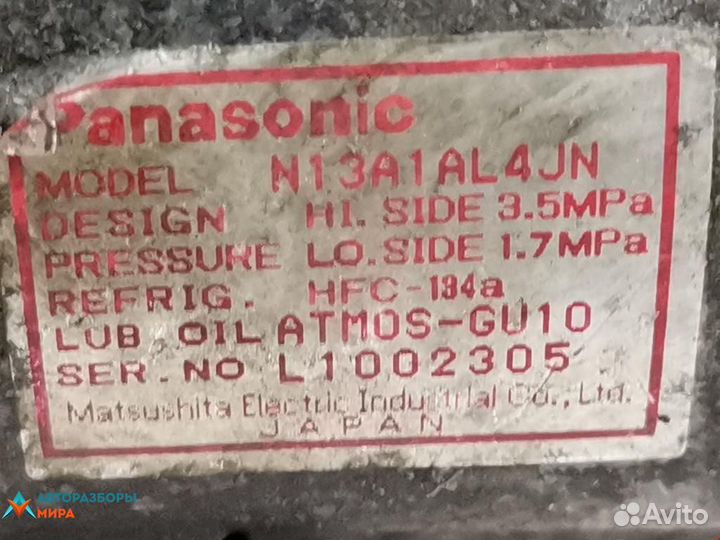 Panasonic
MODEL N13A1AL4JN
DESIGN HI. SIDE 3.5MPa
PRESSURE LO. SIDE 1.7MPa
REFRIG. HFC-134a
LUB. OIL ATMOS-GU10
SER. NO L1002305
Matsushita Electric Industrial Co., Ltd.
JAPAN
АВТОРАЗБОРЫ
МИРА
Avito